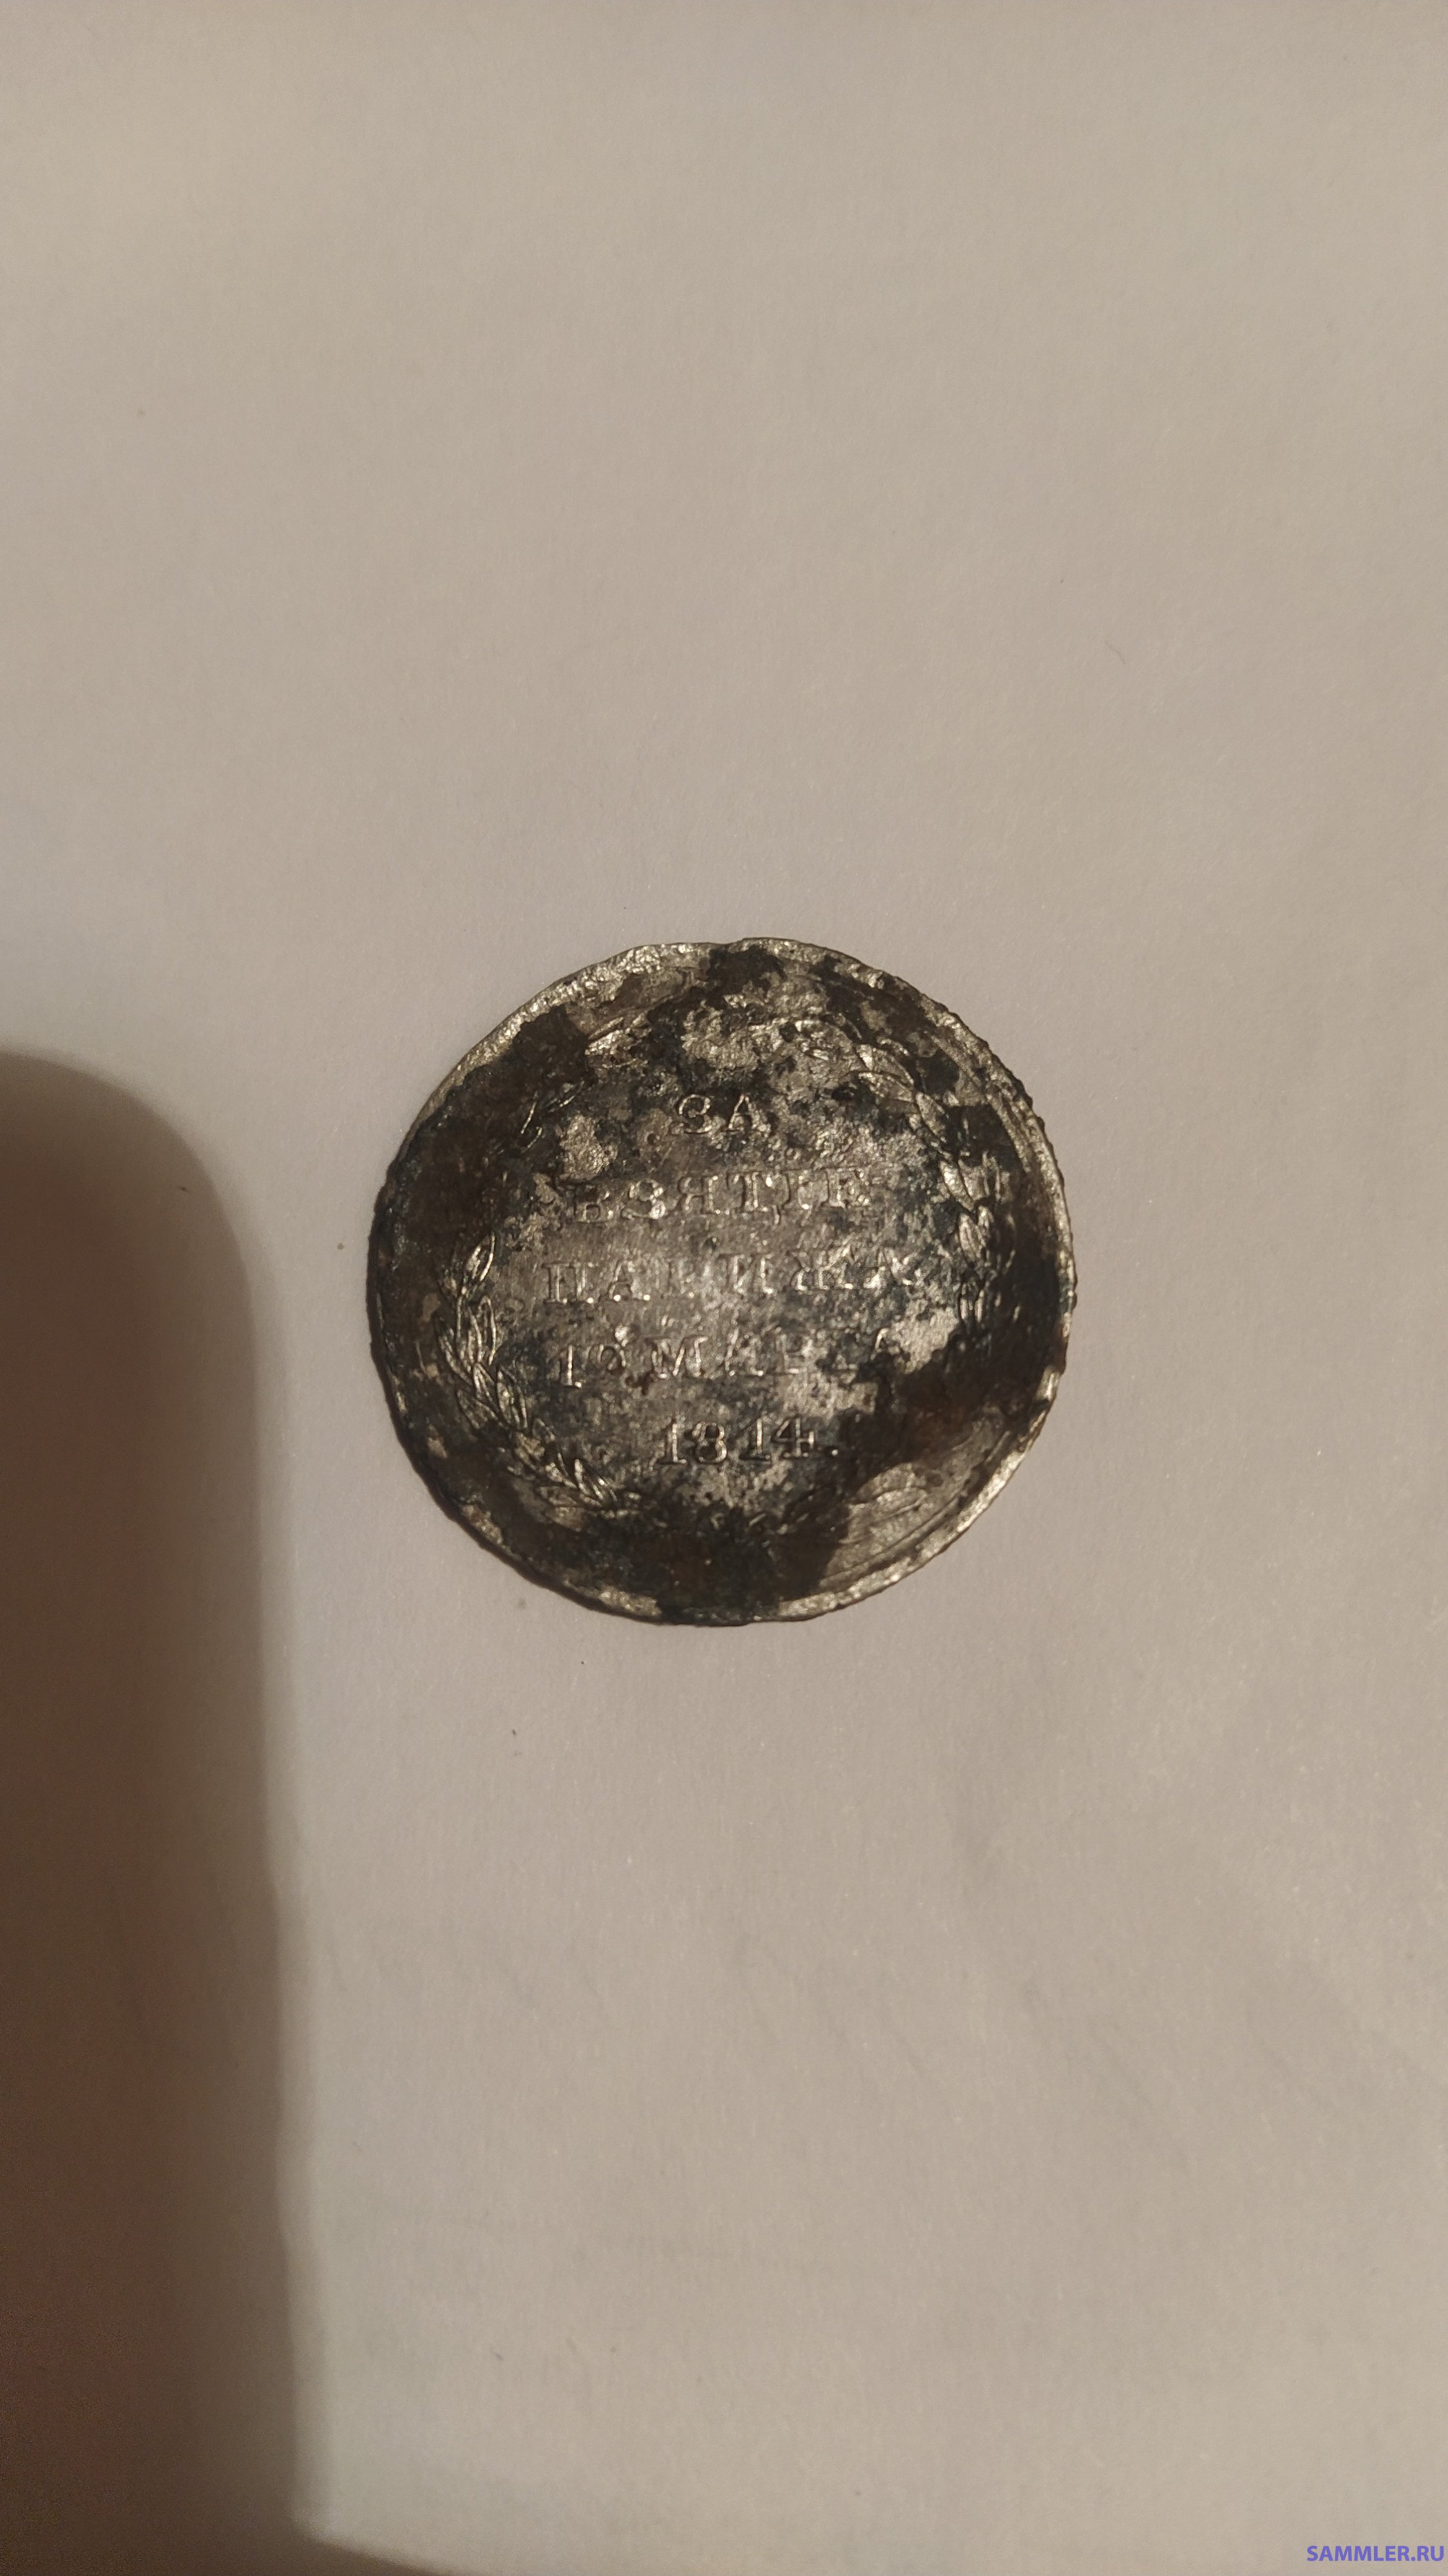 ЗА
ВЗЯТІЕ
ПАРИЖА
19 МАРТА
1814.
SAMMLER.RU